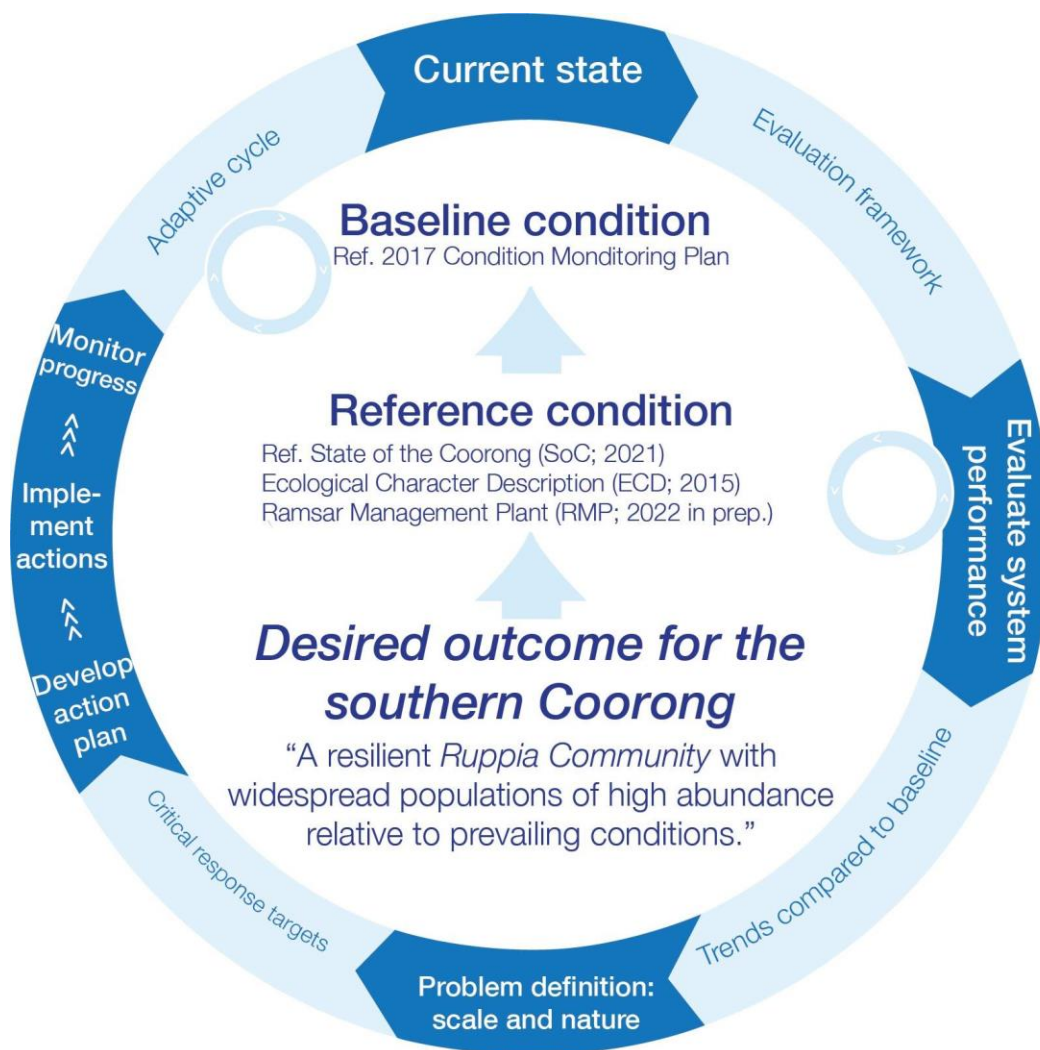 Current state
Evaluation framework
Evaluate system
performance
Trends compared to baseline
Problem definition:
scale and nature
Critical response targets
Develop
action
plan
>>>
Imple-
ment
actions
>>>
Monitor
progress
Adaptive cycle
Baseline condition
Ref. 2017 Condition Monditoring Plan
Reference condition
Ref. State of the Coorong (SoC; 2021)
Ecological Character Description (ECD; 2015)
Ramsar Management Plant (RMP; 2022 in prep.)
Desired outcome for the
southern Coorong
“A resilient Ruppia Community with
widespread populations of high abundance
relative to prevailing conditions.”